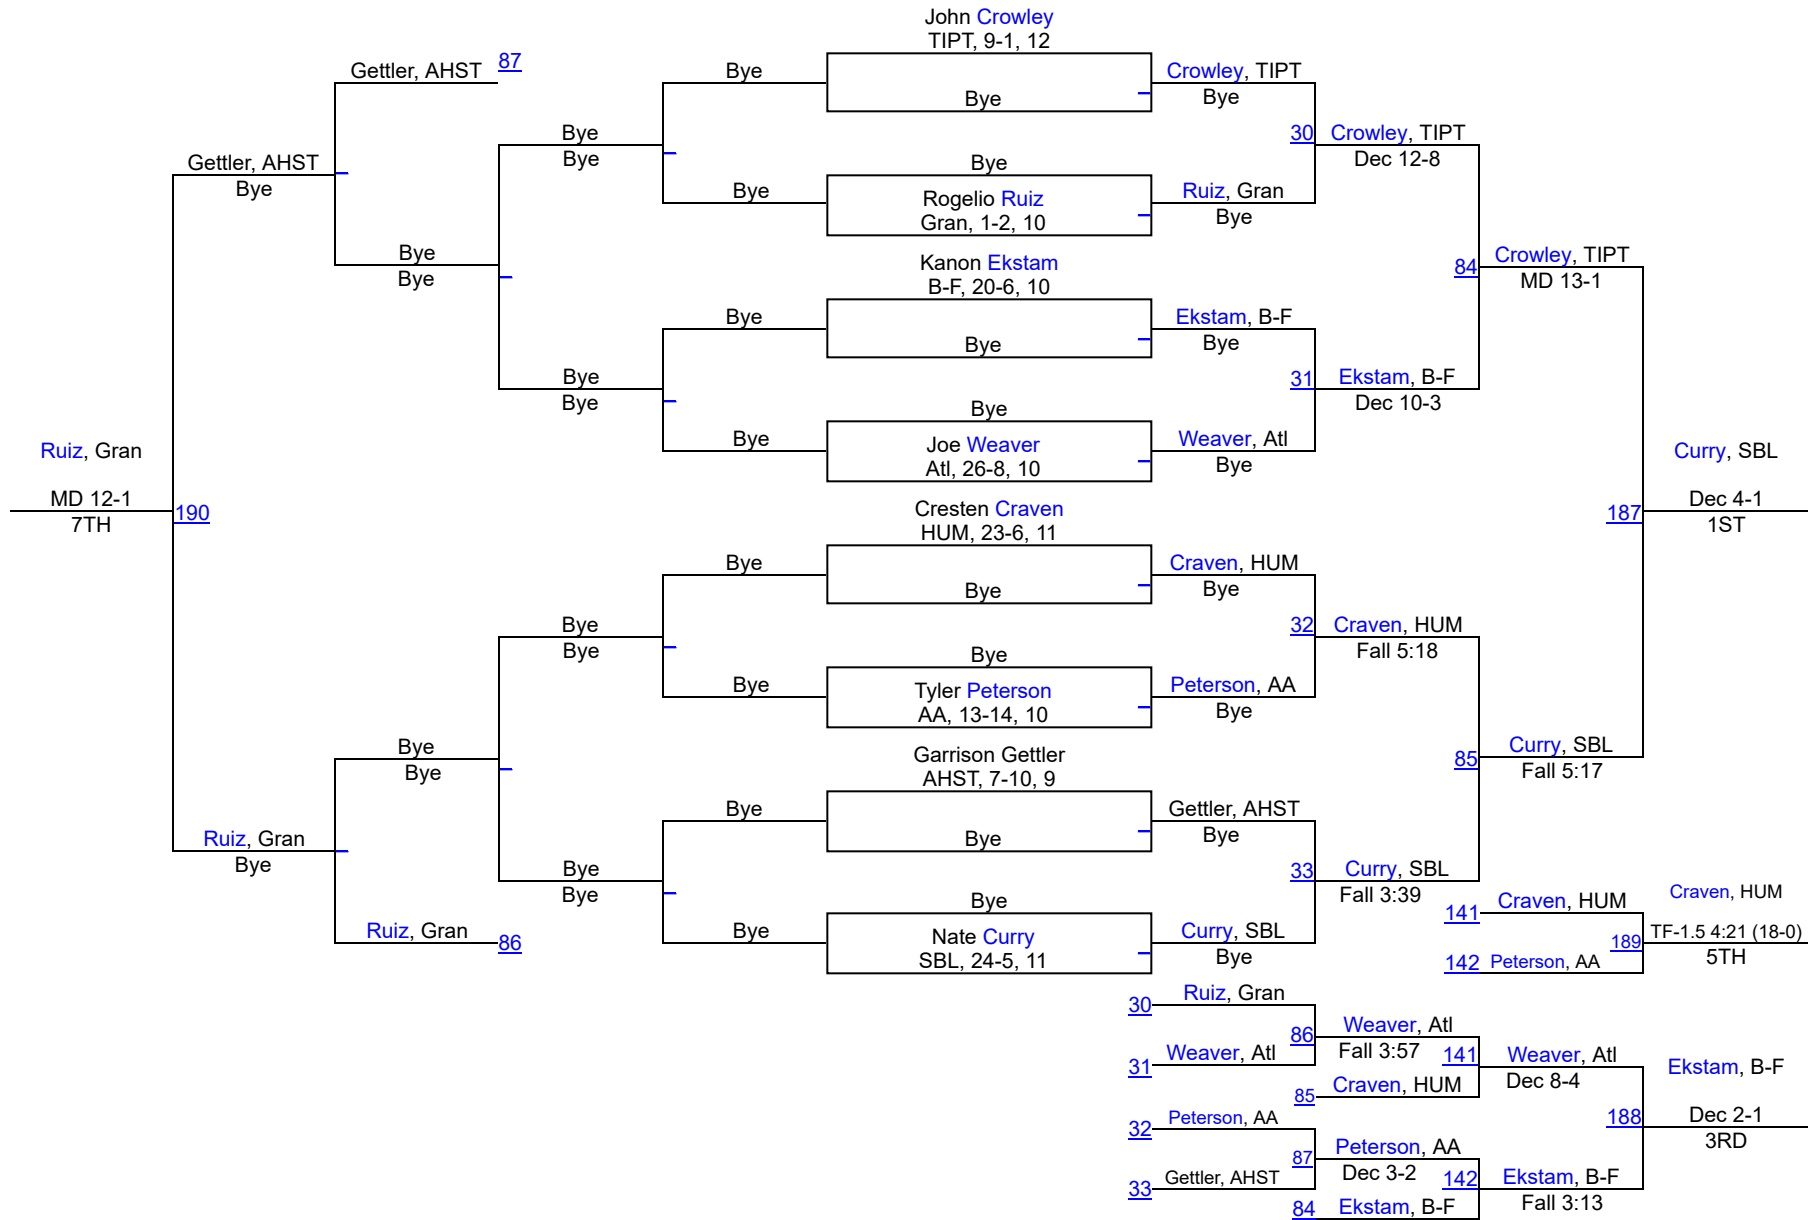 John Crowley
TIPT, 9-1, 12
Gettler, AHST 87
Bye
Bye
Crowley, TIPT
Bye
30
Crowley, TIPT
Dec 12-8
Gettler, AHST
Bye
Bye
Bye
Bye
Bye
Rogelio Ruiz
Gran, 1-2, 10
Ruiz, Gran
Bye
Bye
Bye
Kanon Ekstam
B-F, 20-6, 10
84
Crowley, TIPT
MD 13-1
Bye
Bye
Ekstam, B-F
Bye
31
Ekstam, B-F
Dec 10-3
Bye
Bye
Bye
Bye
Joe Weaver
Atl, 26-8, 10
Weaver, Atl
Bye
Ruiz, Gran
MD 12-1
7TH
190
Curry, SBL
187
Dec 4-1
1ST
Cresten Craven
HUM, 23-6, 11
Bye
Bye
Craven, HUM
Bye
32
Craven, HUM
Fall 5:18
Bye
Bye
Bye
Bye
Tyler Peterson
AA, 13-14, 10
Peterson, AA
Bye
Bye
Bye
Garrison Gettler
AHST, 7-10, 9
85
Curry, SBL
Fall 5:17
Bye
Bye
Gettler, AHST
Bye
Ruiz, Gran
Bye
Bye
Bye
33
Curry, SBL
Fall 3:39
Ruiz, Gran 86
Bye
Bye
Nate Curry
SBL, 24-5, 11
Curry, SBL
Bye
141
Craven, HUM
142
Peterson, AA
189
Craven, HUM
TF-1.5 4:21 (18-0)
5TH
30
Ruiz, Gran
31
Weaver, Atl
86
Weaver, Atl
Fall 3:57
85
Craven, HUM
141
Weaver, Atl
Dec 8-4
32
Peterson, AA
33
Gettler, AHST
87
Peterson, AA
Dec 3-2
84
Ekstam, B-F
142
Ekstam, B-F
Fall 3:13
188
Ekstam, B-F
Dec 2-1
3RD